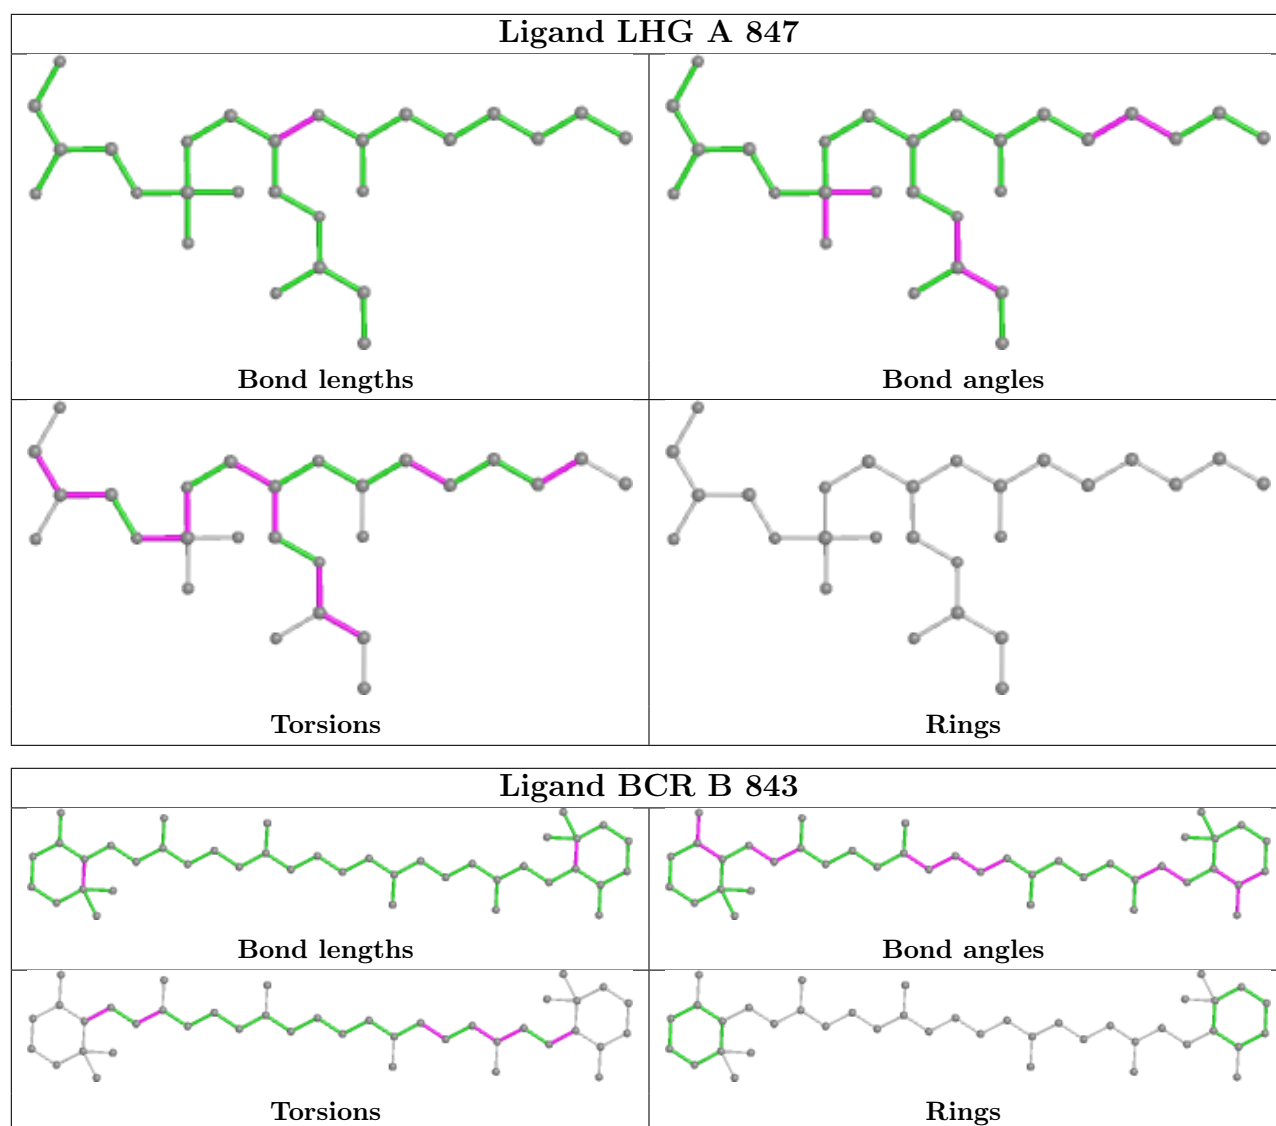 Ligand LHG A 847
Bond lengths
Bond angles
Torsions
Rings
Ligand BCR B 843
Bond lengths
Bond angles
Torsions
Rings